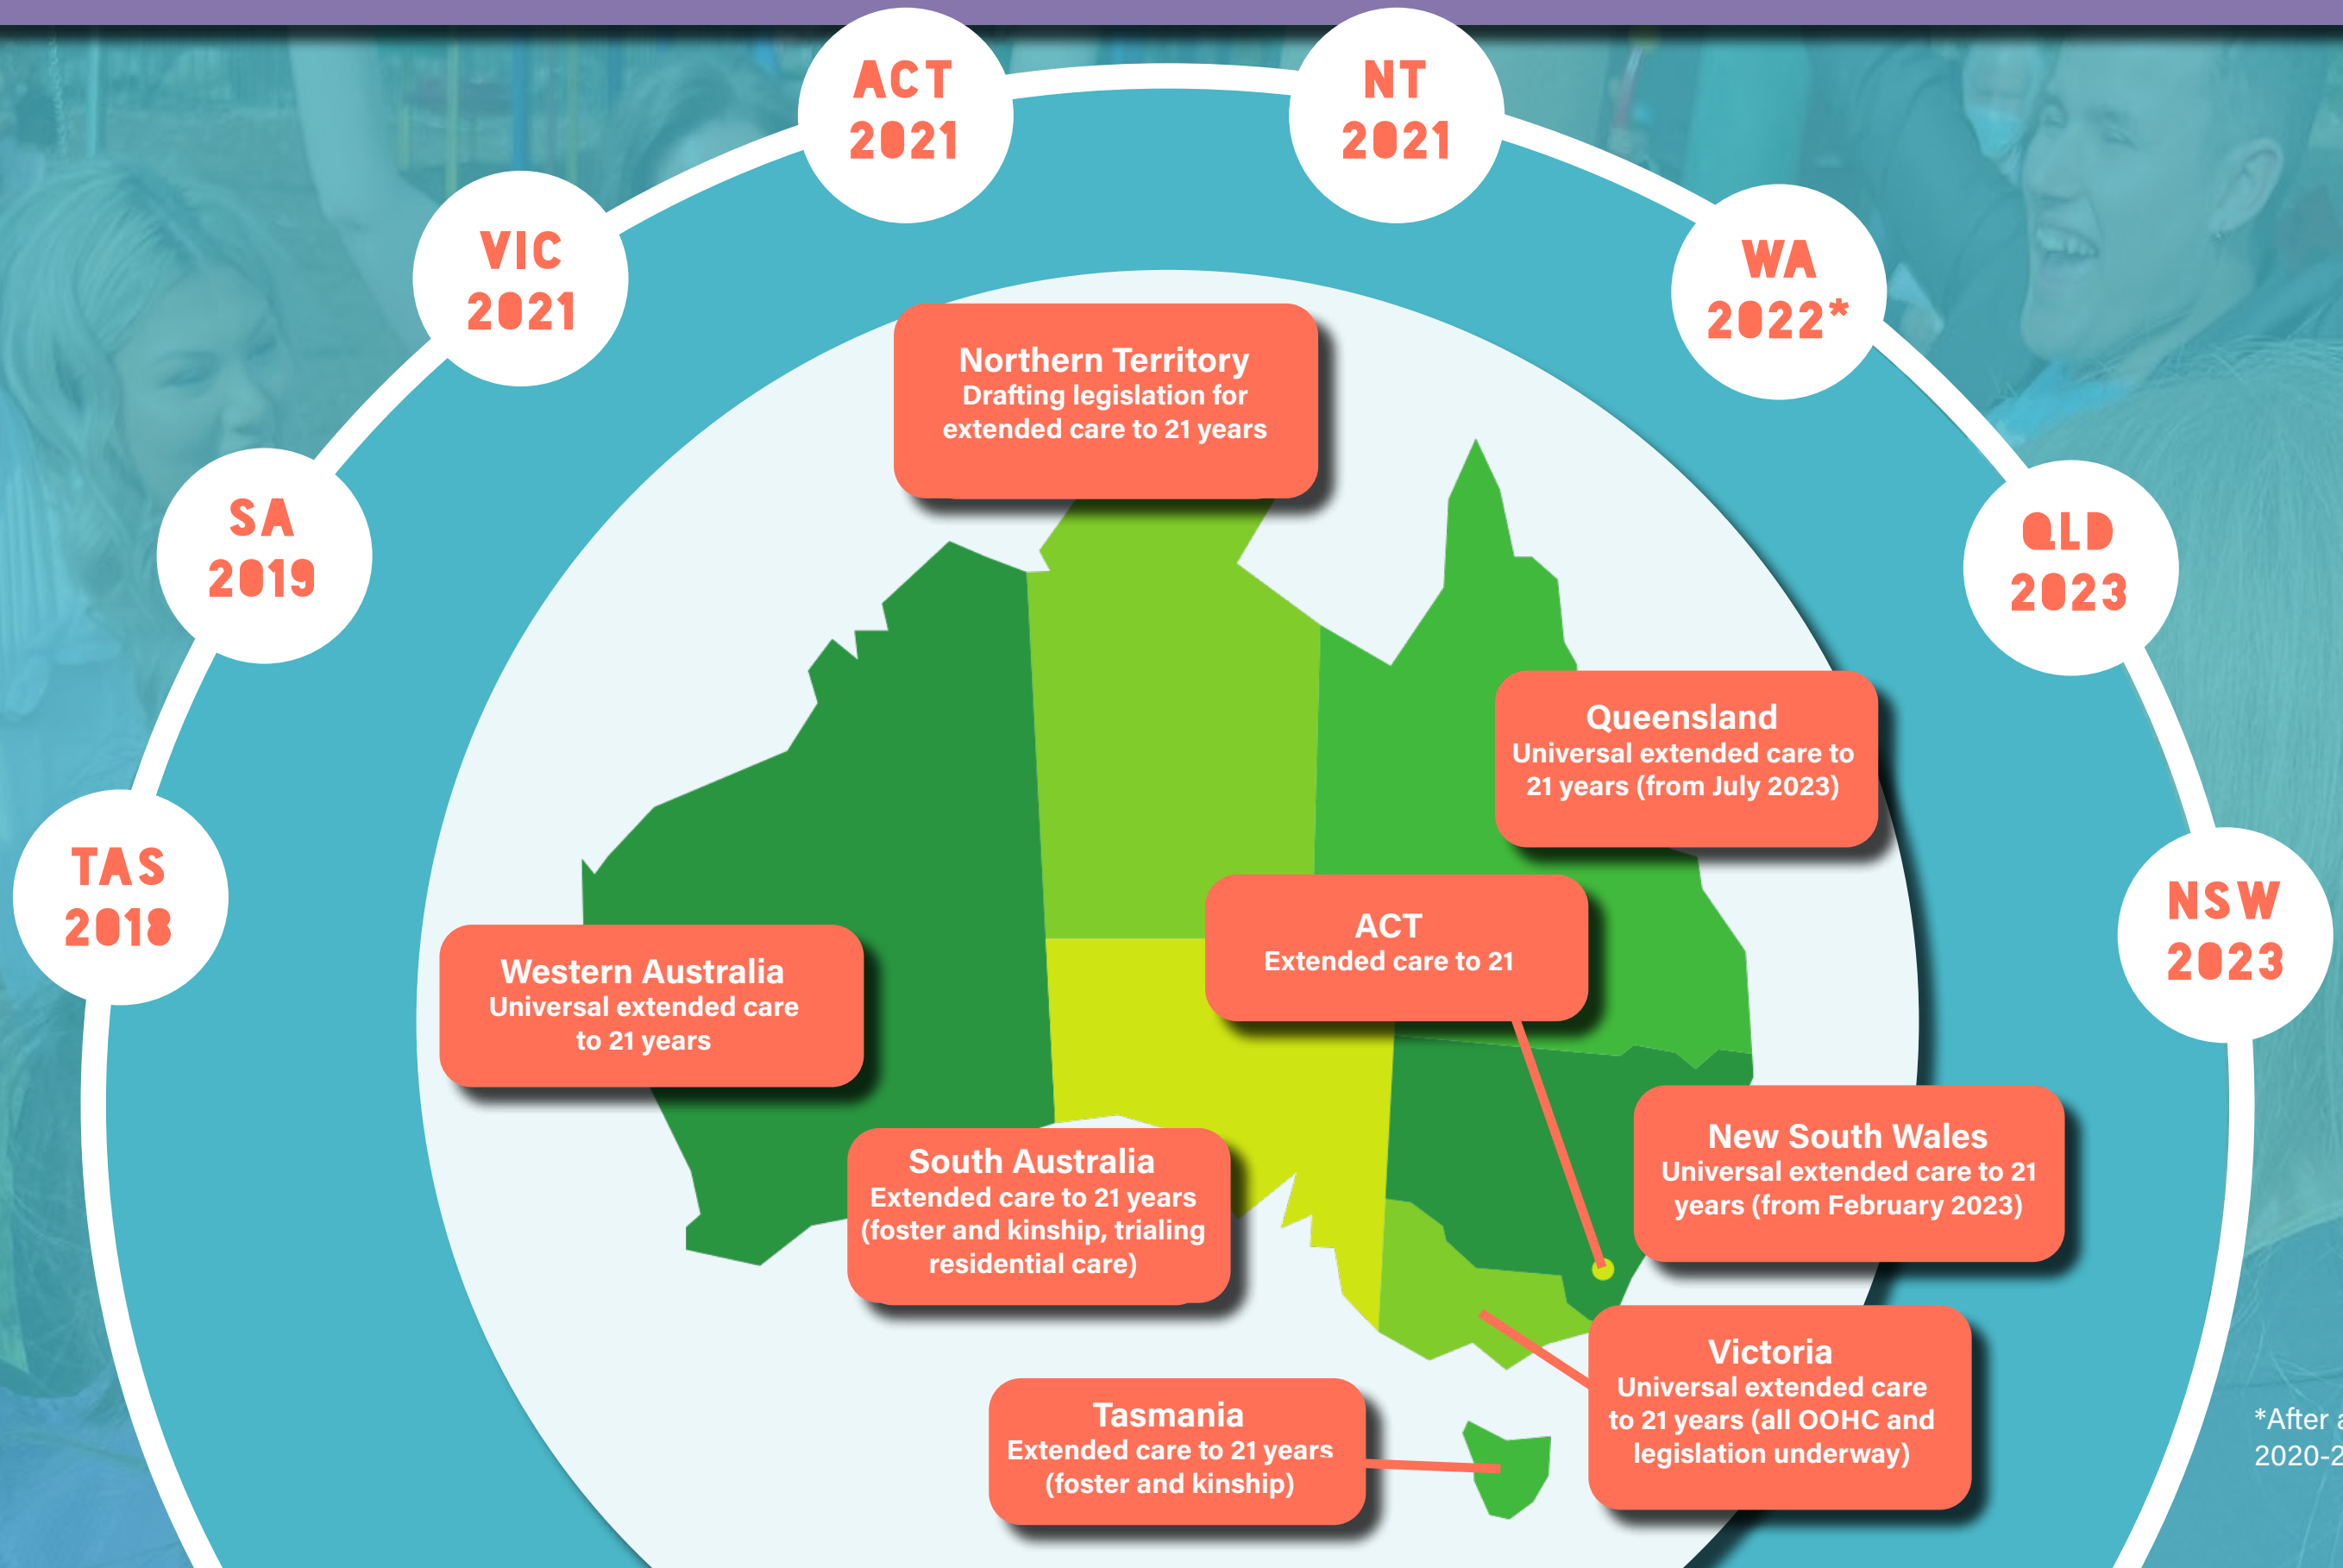 ACT
2021
NT
2021
VIC
2021
WA
2022*
SA
2019
QLD
2023
TAS
2018
NSW
2023
Northern Territory
Drafting legislation for
extended care to 21 years
Queensland
Universal extended care to
21 years (from July 2023)
ACT
Extended care to 21
Western Australia
Universal extended care
to 21 years
New South Wales
Universal extended care to 21
years (from February 2023)
South Australia
Extended care to 21 years
(foster and kinship, trialing
residential care)
Victoria
Universal extended care
to 21 years (all OOHC and
legislation underway)
Tasmania
Extended care to 21 years
(foster and kinship)
*After